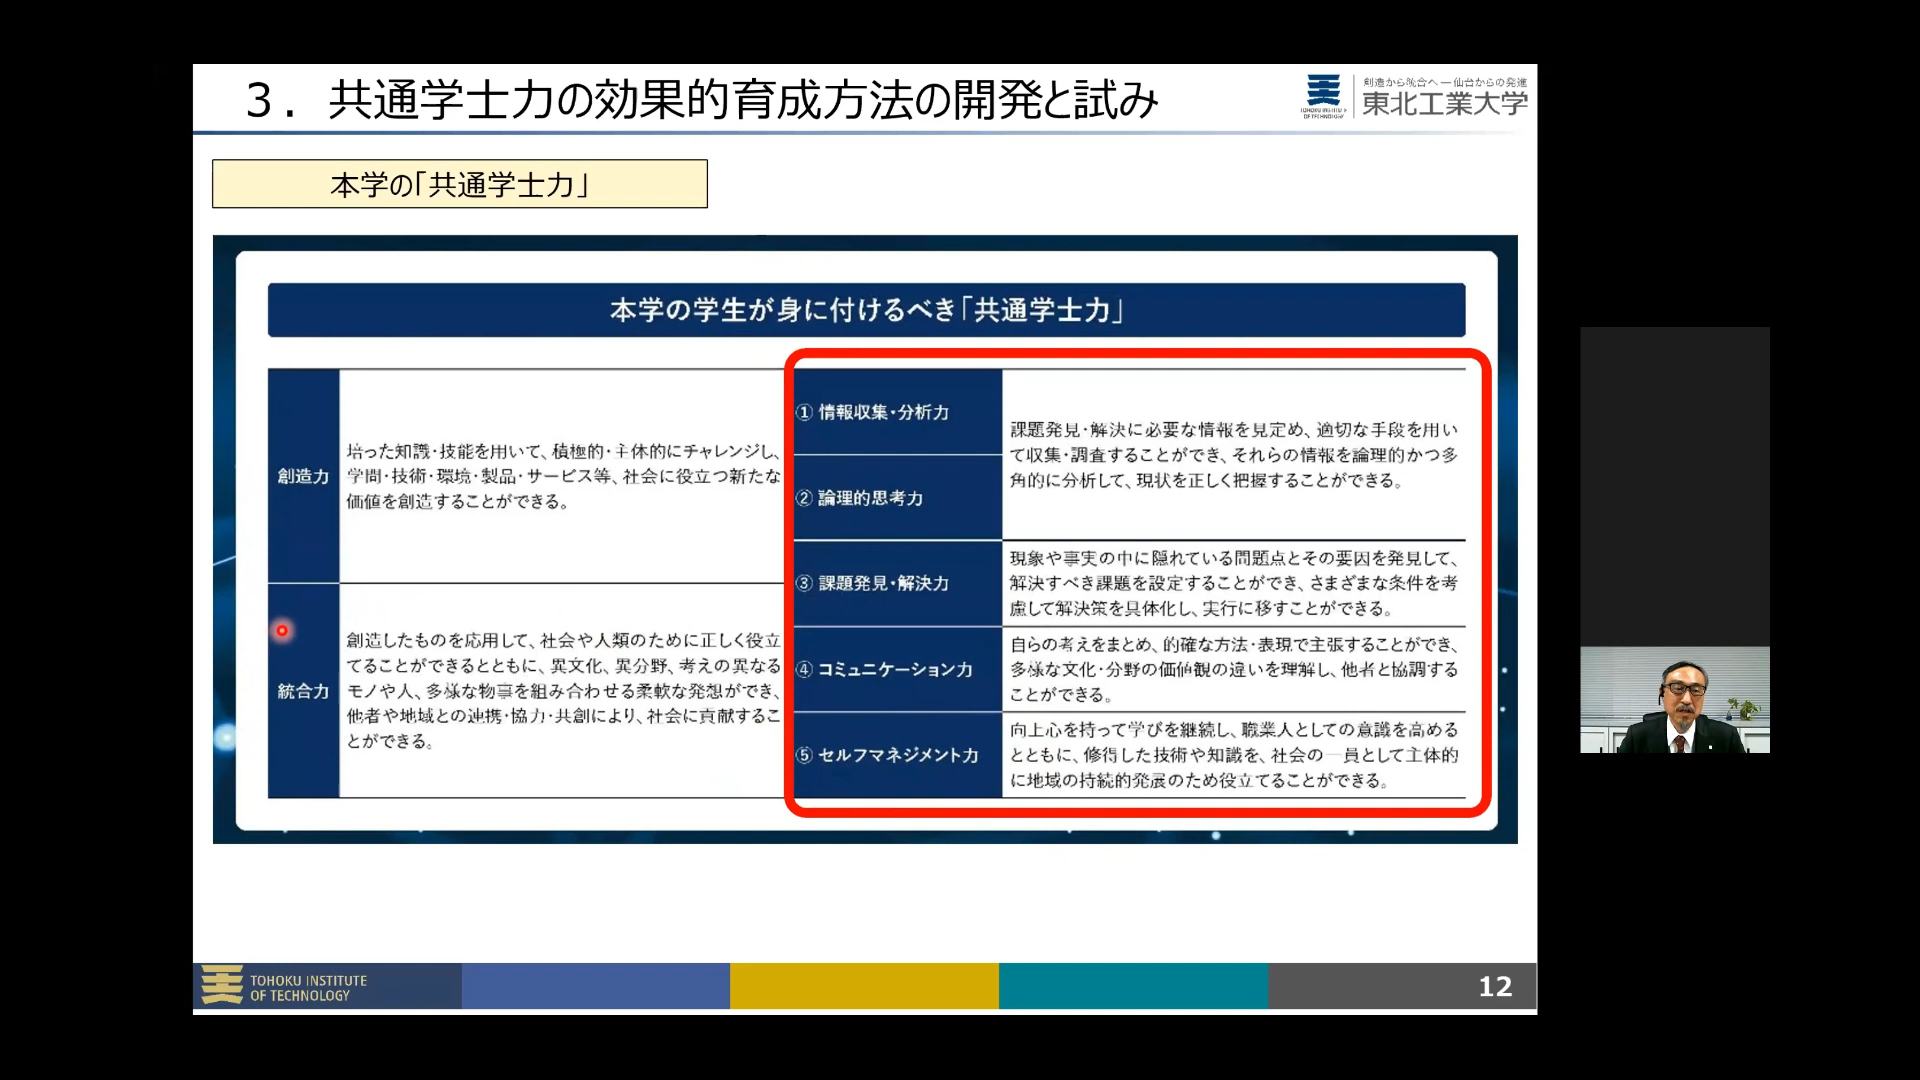 3．共通学士力の効果的育成方法の開発と試み
創造から統合へ ― 仙台からの発進
東北工業大学
TOHOKU INSTITUTE
OF TECHNOLOGY
本学の「共通学士力」
本学の学生が身に付けるべき「共通学士力」
創造力
培った知識・技能を用いて、積極的・主体的にチャレンジし、
学問・技術・環境・製品・サービス等、社会に役立つ新たな
価値を創造することができる。
統合力
創造したものを応用して、社会や人類のために正しく役立
てることができるとともに、異文化、異分野、考えの異なる
モノや人、多様な物事を組み合わせる柔軟な発想ができ、
他者や地域との連携・協力・共創により、社会に貢献するこ
とができる。
① 情報収集・分析力
② 論理的思考力
課題発見・解決に必要な情報を見定め、適切な手段を用い
て収集・調査することができ、それらの情報を論理的かつ多
角的に分析して、現状を正しく把握することができる。
③ 課題発見・解決力
現象や事実の中に隠れている問題点とその要因を発見して、
解決すべき課題を設定することができ、さまざまな条件を考
慮して解決策を具体化し、実行に移すことができる。
④ コミュニケーション力
自らの考えをまとめ、的確な方法・表現で主張することができ、
多様な文化・分野の価値観の違いを理解し、他者と協調する
ことができる。
⑤ セルフマネジメント力
向上心を持って学びを継続し、職業人としての意識を高める
とともに、修得した技術や知識を、社会の一員として主体的
に地域の持続的発展のため役立てることができる。
TOHOKU INSTITUTE
OF TECHNOLOGY
12